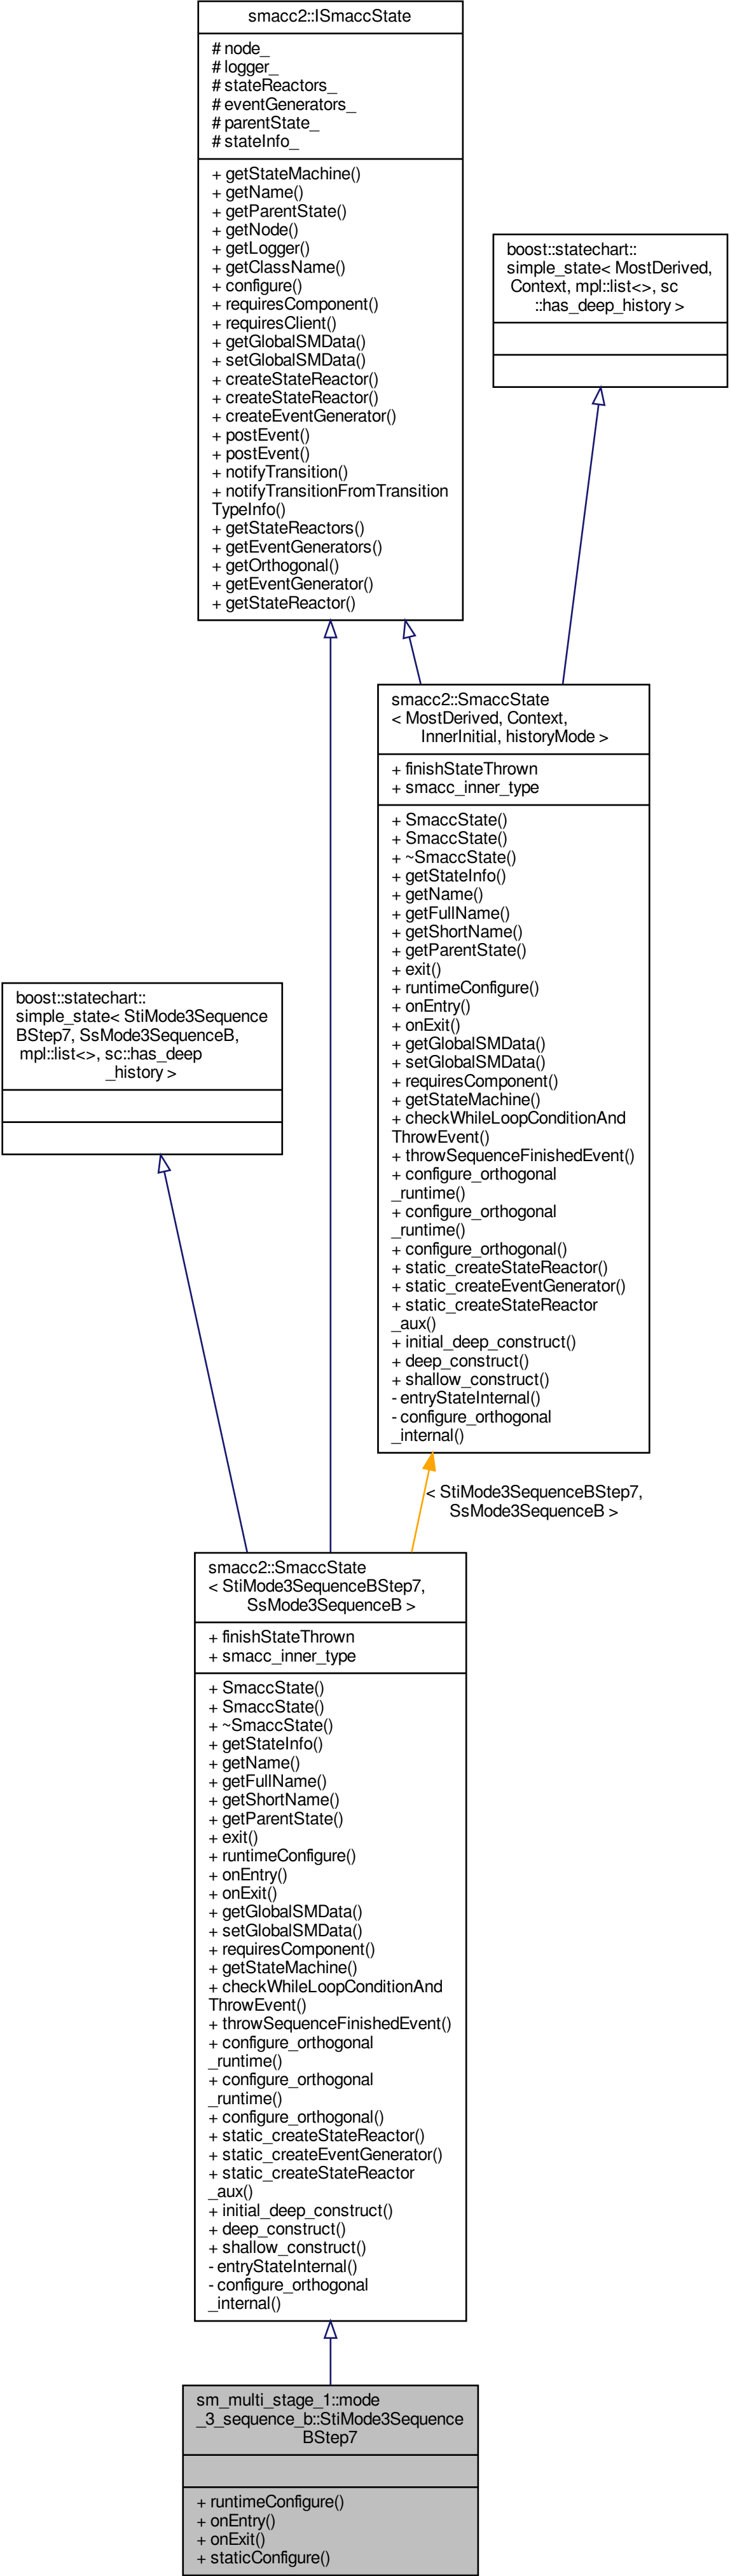 smacc2::ISmaccState
# node_
# logger_
# stateReactors_
# eventGenerators_
# parentState_
# stateInfo_
+ getStateMachine()
+ getName()
+ getParentState()
+ getNode()
+ getLogger()
+ getClassName()
+ configure()
+ requiresComponent()
+ requiresClient()
+ getGlobalSMData()
+ setGlobalSMData()
+ createStateReactor()
+ createStateReactor()
+ createEventGenerator()
+ postEvent()
+ postEvent()
+ notifyTransition()
+ notifyTransitionFromTransition
TypeInfo()
+ getStateReactors()
+ getEventGenerators()
+ getOrthogonal()
+ getEventGenerator()
+ getStateReactor()
boost::statechart::
simple_state< MostDerived,
Context, mpl::list<>, sc
::has_deep_history >
smacc2::SmaccState
< MostDerived, Context,
InnerInitial, historyMode >
+ finishStateThrown
+ smacc_inner_type
+ SmaccState()
+ SmaccState()
+ ~SmaccState()
+ getStateInfo()
+ getName()
+ getFullName()
+ getShortName()
+ getParentState()
+ exit()
+ runtimeConfigure()
+ onEntry()
+ onExit()
+ getGlobalSMData()
+ setGlobalSMData()
+ requiresComponent()
+ getStateMachine()
+ checkWhileLoopConditionAnd
ThrowEvent()
+ throwSequenceFinishedEvent()
+ configure_orthogonal
_runtime()
+ configure_orthogonal
_runtime()
+ configure_orthogonal()
+ static_createStateReactor()
+ static_createEventGenerator()
+ static_createStateReactor
_aux()
+ initial_deep_construct()
+ deep_construct()
+ shallow_construct()
- entryStateInternal()
- configure_orthogonal
_internal()
boost::statechart::
simple_state< StiMode3Sequence
BStep7, SsMode3SequenceB,
mpl::list<>, sc::has_deep
_history >
< StiMode3SequenceBStep7,
SsMode3SequenceB >
smacc2::SmaccState
< StiMode3SequenceBStep7,
SsMode3SequenceB >
+ finishStateThrown
+ smacc_inner_type
+ SmaccState()
+ SmaccState()
+ ~SmaccState()
+ getStateInfo()
+ getName()
+ getFullName()
+ getShortName()
+ getParentState()
+ exit()
+ runtimeConfigure()
+ onEntry()
+ onExit()
+ getGlobalSMData()
+ setGlobalSMData()
+ requiresComponent()
+ getStateMachine()
+ checkWhileLoopConditionAnd
ThrowEvent()
+ throwSequenceFinishedEvent()
+ configure_orthogonal
_runtime()
+ configure_orthogonal
_runtime()
+ configure_orthogonal()
+ static_createStateReactor()
+ static_createEventGenerator()
+ static_createStateReactor
_aux()
+ initial_deep_construct()
+ deep_construct()
+ shallow_construct()
- entryStateInternal()
- configure_orthogonal
_internal()
sm_multi_stage_1::mode
_3_sequence_b::StiMode3Sequence
BStep7
+ runtimeConfigure()
+ onEntry()
+ onExit()
+ staticConfigure()